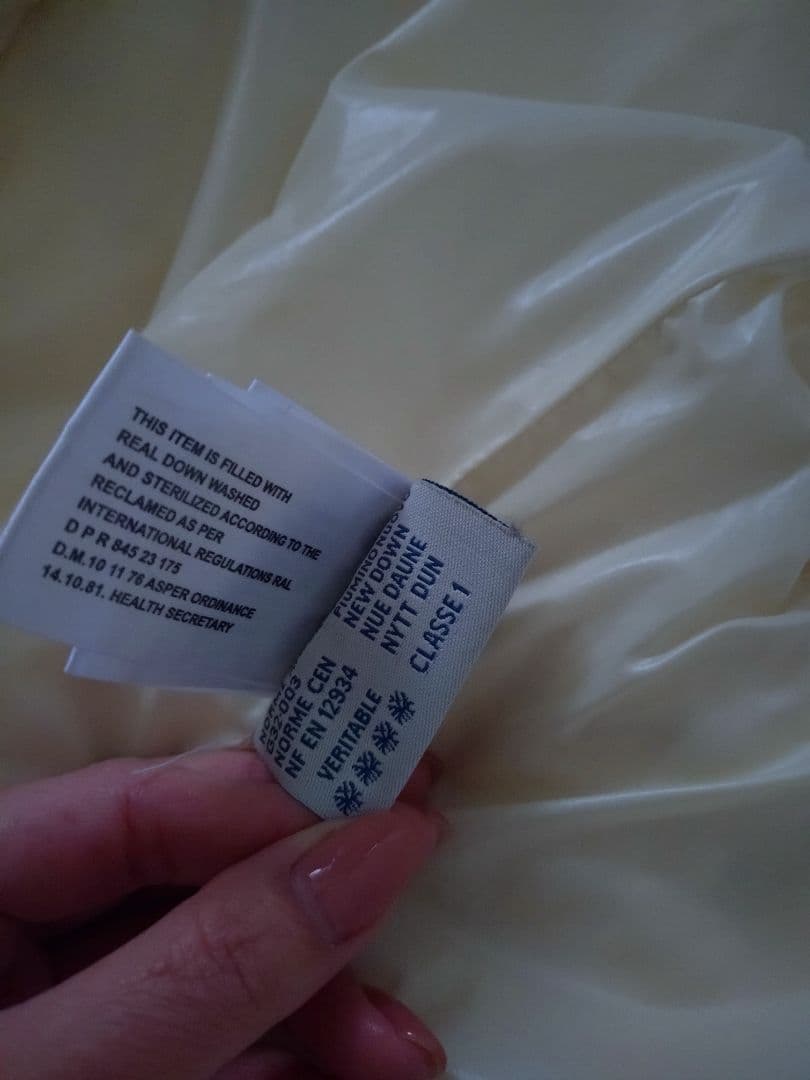 THIS ITEM IS FILLED WITH
REAL DOWN WASHED
AND STERILIZED ACCORDING TO THE
RECLAMED AS PER
INTERNATIONAL REGULATIONS RAL
D P R 845 23 175
D.M.10 11 76 ASPER ORDINANCE
14.10.81. HEALTH SECRETARY
NEW DOWN
NUE DAUNE
NYTT DUN
CLASSE 1
G32003
NORME CEN
NF EN 12934
VERITABLE